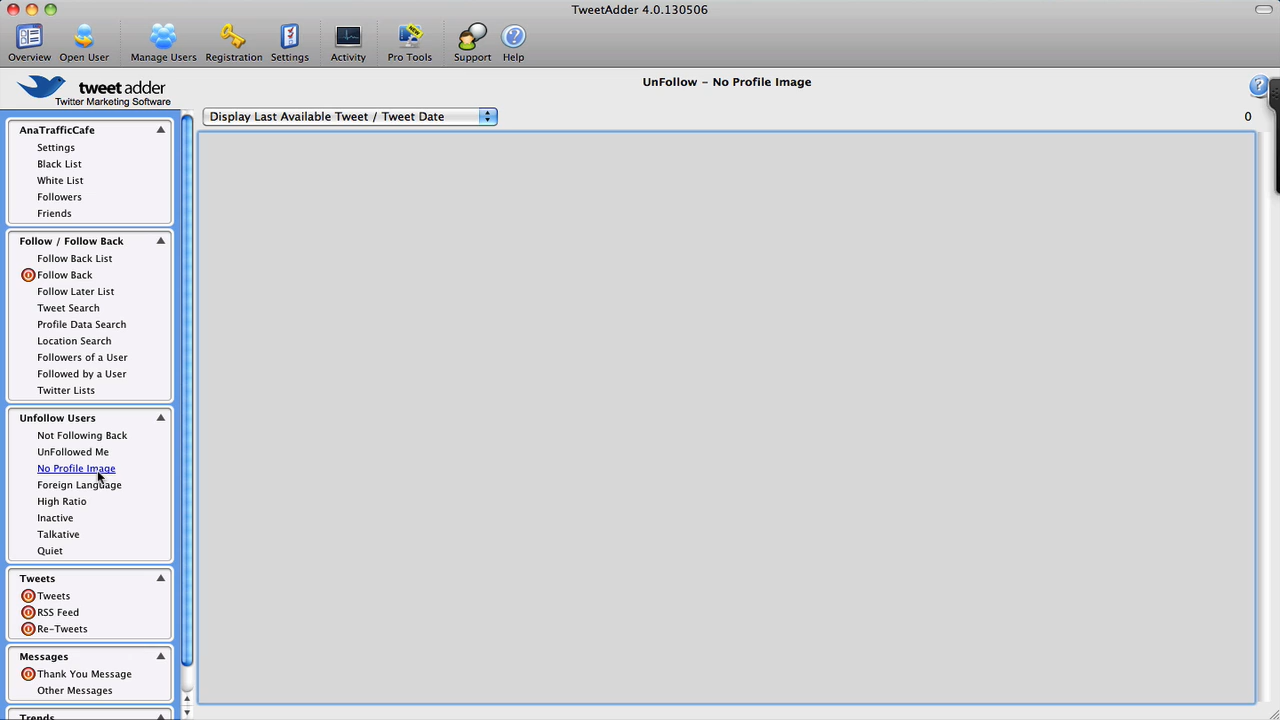 TweetAdder 4.0.130506
Overview Open User Manage Users Registration Settings Activity Pro Tools Support Help
NEW
tweet adder
Twitter Marketing Software
UnFollow – No Profile Image
?
Display Last Available Tweet / Tweet Date
0
AnaTrafficCafe
Settings
Black List
White List
Followers
Friends
Follow / Follow Back
Follow Back List
Follow Back
Follow Later List
Tweet Search
Profile Data Search
Location Search
Followers of a User
Followed by a User
Twitter Lists
Unfollow Users
Not Following Back
UnFollowed Me
No Profile Image
Foreign Language
High Ratio
Inactive
Talkative
Quiet
Tweets
Tweets
RSS Feed
Re-Tweets
Messages
Thank You Message
Other Messages
Trends